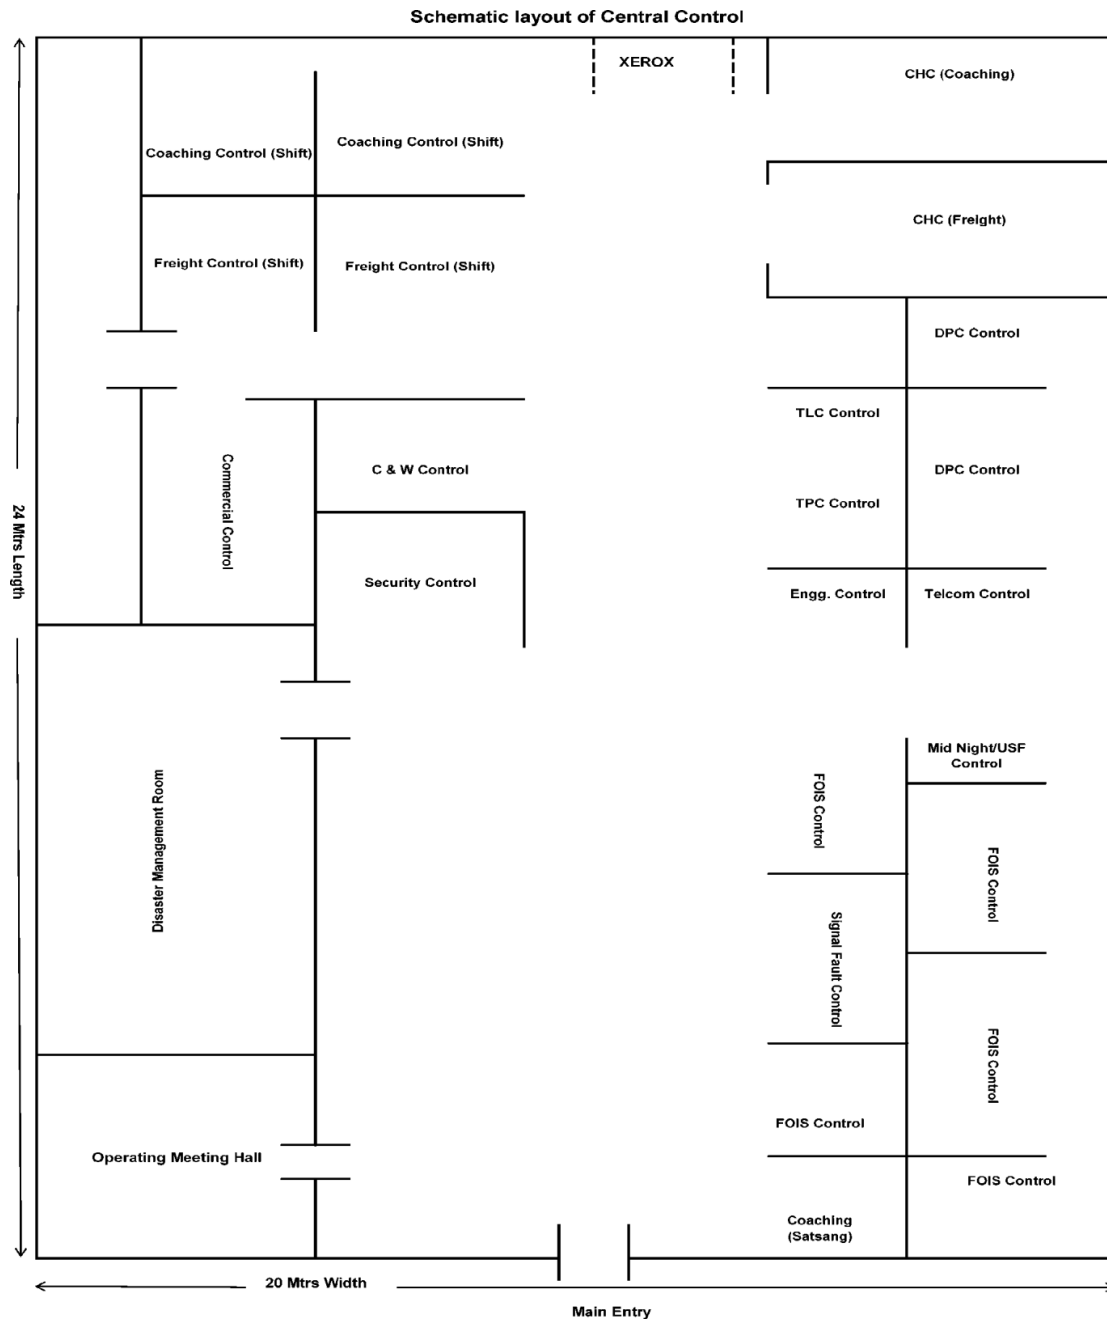 Schematic layout of Central Control
XEROX
CHC (Coaching)
Coaching Control (Shift)
Coaching Control (Shift)
CHC (Freight)
Freight Control (Shift)
Freight Control (Shift)
DPC Control
TLC Control
Commercial Control
C & W Control
DPC Control
TPC Control
24 Mtrs Length
Security Control
Engg. Control
Telcom Control
Mid Night/USF
Control
FOIS Control
Disaster Management Room
FOIS Control
Signal Fault Control
FOIS Control
FOIS Control
Operating Meeting Hall
FOIS Control
Coaching
(Satsang)
20 Mtrs Width
Main Entry